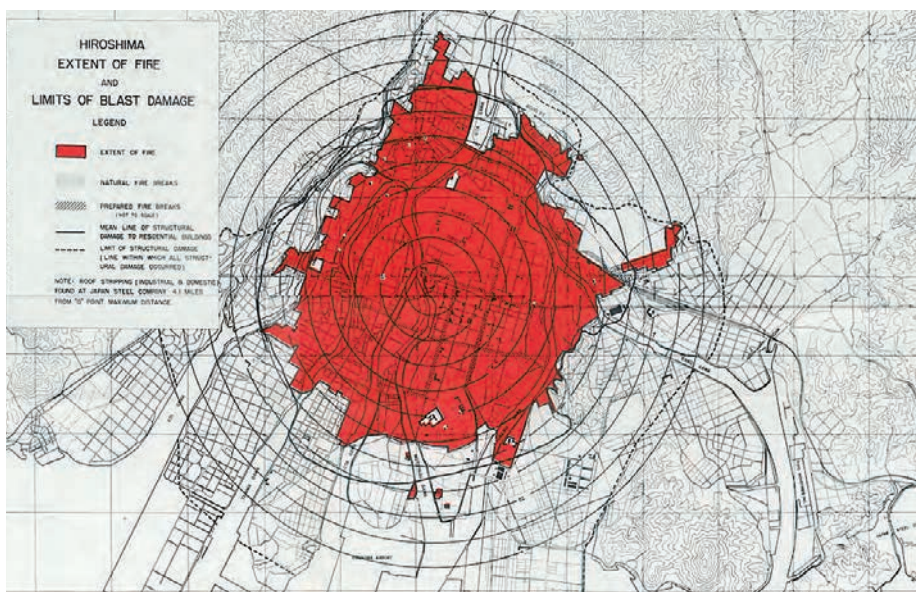 HIROSHIMA
EXTENT OF FIRE
AND
LIMITS OF BLAST DAMAGE
LEGEND
EXTENT OF FIRE
NATURAL FIRE BREAKS
PREPARED FIRE BREAKS
(NOT TO SCALE)
MEAN LINE OF STRUCTURAL
DAMAGE TO RESIDENTIAL BUILDINGS
LIMIT OF STRUCTURAL DAMAGE
(LINE WITHIN WHICH ALL STRUCT-
URAL DAMAGE OCCURRED)
NOTE: ROOF STRIPPING (INDUSTRIAL & DOMESTIC)
FOUND AT JAPAN STEEL COMPANY 4.1 MILES
FROM "G" POINT MAXIMUM DISTANCE
HIROSHIMA AIRPORT